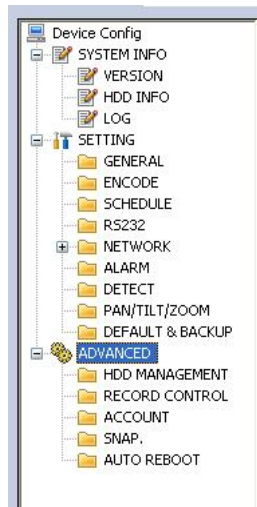 Device Config
SYSTEM INFO
VERSION
HDD INFO
LOG
SETTING
GENERAL
ENCODE
SCHEDULE
RS232
NETWORK
ALARM
DETECT
PAN/TILT/ZOOM
DEFAULT & BACKUP
ADVANCED
HDD MANAGEMENT
RECORD CONTROL
ACCOUNT
SNAP.
AUTO REBOOT